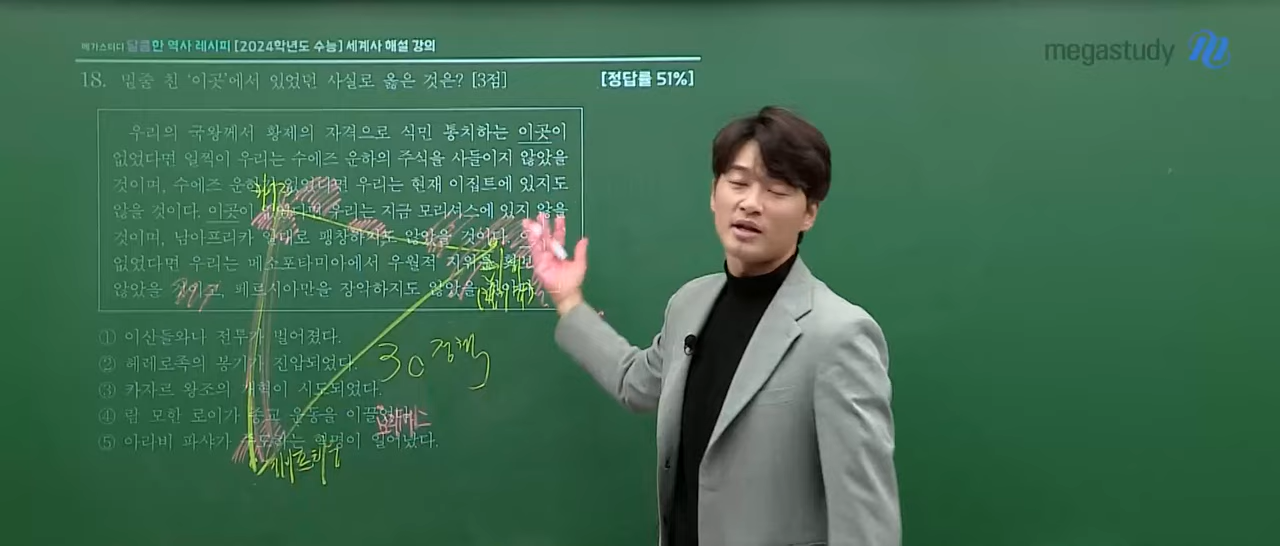 메가스터디 달콤한 역사 레시피 [2024학년도 수능] 세계사 해설 강의
megastudy
18. 밑줄 친 ‘이곳’에서 있었던 사실로 옳은 것은? [3점]
[정답률 51%]
우리의 국왕께서 황제의 자격으로 식민 통치하는 이곳이
없었다면 일찍이 우리는 수에즈 운하의 주식을 사들이지 않았을
것이며, 수에즈 운하가 없었다면 우리는 현재 이집트에 있지도
않을 것이다. 이곳이 없었다면 우리는 지금 모리셔스에 있지 않을
것이며, 남아프리카 일대로 팽창하지도 않았을 것이다.
없었다면 우리는 메소포타미아에서 우월적 지위를
않았을 것이고, 페르시아만을 장악하지도 않았을
① 이산들와나 전투가 벌어졌다.
② 헤레로족의 봉기가 진압되었다.
③ 카자르 왕조의 개혁이 시도되었다.
④ 람 모한 로이가 종교 운동을 이끌었다.
⑤ 아라비 파샤가 주도하는 혁명이 일어났다.
3C 정책
케이프타운